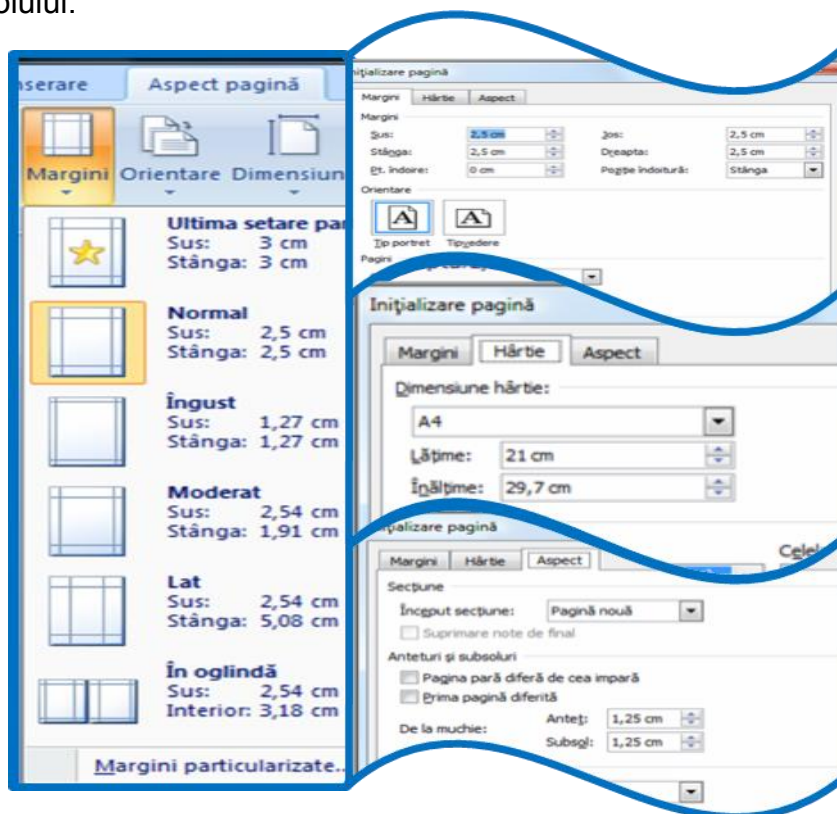 Aspect pagină
Margini Orientare
Ultima setare
Sus: 3 cm
Stânga: 3 cm
Normal
Sus: 2,5 cm
Stânga: 2,5 cm
Îngust
Sus: 1,27 cm
Stânga: 1,27 cm
Moderat
Sus: 2,54 cm
Stânga: 1,91 cm
Lat
Sus: 2,54 cm
Stânga: 5,08 cm
În oglindă
Sus: 2,54 cm
Interior: 3,18 cm
Margini particularizate...
pagină
Margini Hârtie Aspect
Margini
Sus: 2,5 cm Jos: 2,5 cm
Stânga: 2,5 cm Dreapta: 2,5 cm
Pt. îndoire: 0 cm Poziție îndoitură: Stânga
Orientare
Tip portret Tip vedere
Pagini
Inițializare pagină
Margini Hârtie Aspect
Dimensiune hârtie:
A4
Lățime: 21 cm
Înălțime: 29,7 cm
pagină
Margini Hârtie Aspect
Secțiune
Început secțiune: Pagină nouă
Suprimare note de final
Anteturi și subsoluri
Pagina pară diferă de cea impară
Prima pagină diferită
De la muchie: Antet: 1,25 cm
Subsol: 1,25 cm